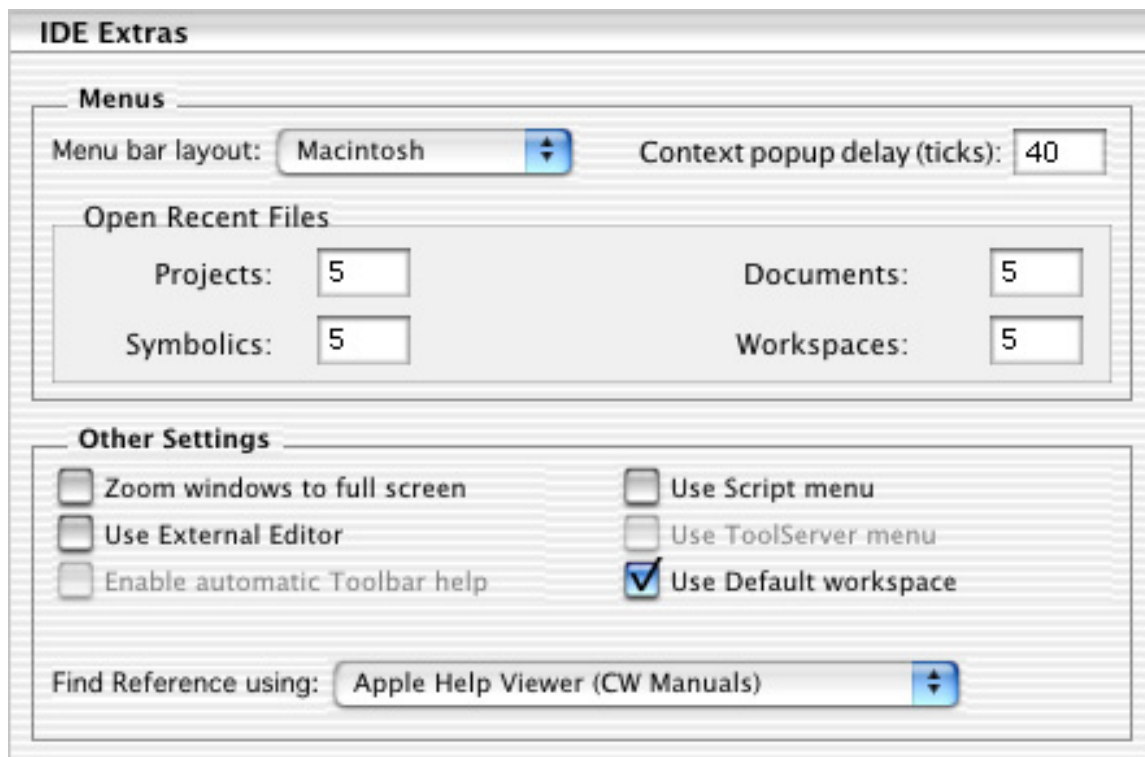 IDE Extras
Menus
Menu bar layout: Macintosh Context popup delay (ticks): 40
Open Recent Files
Projects: 5 Documents: 5
Symbolics: 5 Workspaces: 5
Other Settings
Zoom windows to full screen Use Script menu
Use External Editor Use ToolServer menu
Enable automatic Toolbar help Use Default workspace
Find Reference using: Apple Help Viewer (CW Manuals)